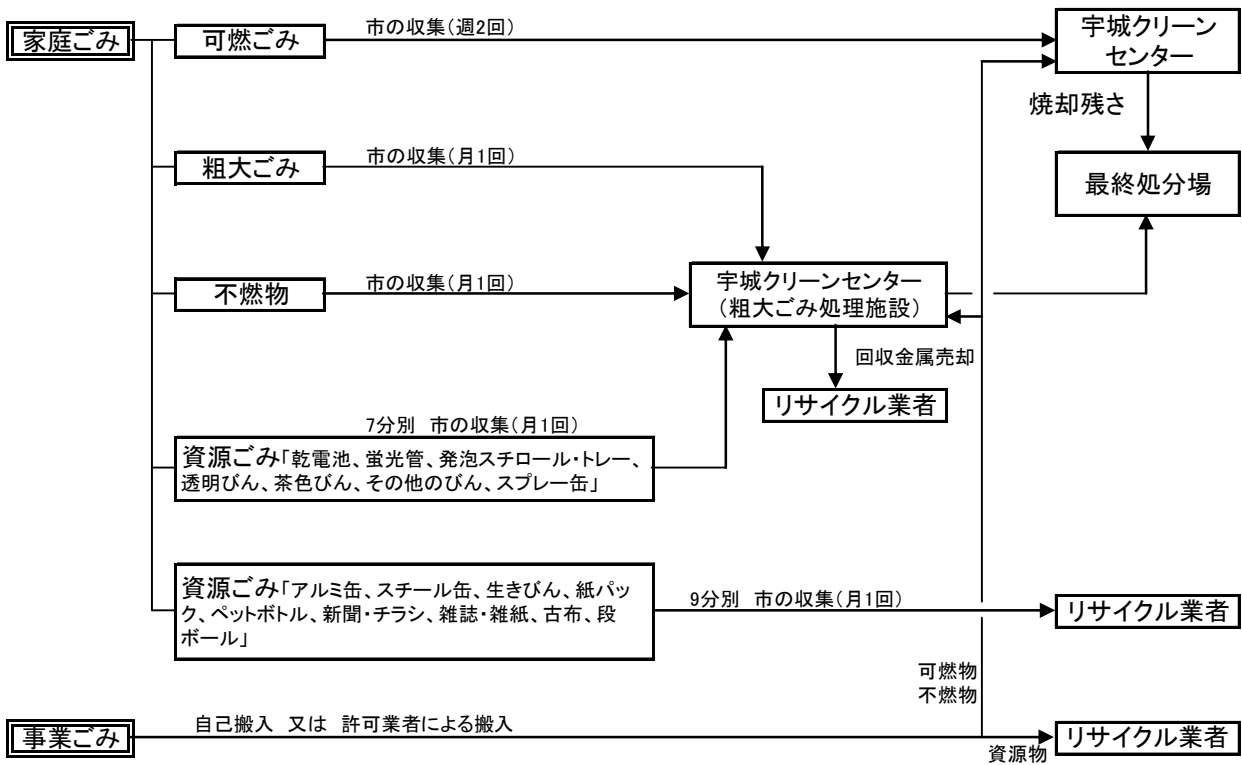 家庭ごみ
可燃ごみ
市の収集(週2回)
宇城クリーン
センター
焼却残さ
最終処分場
粗大ごみ
市の収集(月1回)
不燃物
市の収集(月1回)
宇城クリーンセンター
(粗大ごみ処理施設)
回収金属売却
リサイクル業者
7分別 市の収集(月1回)
資源ごみ「乾電池、蛍光管、発泡スチロール・トレー、
透明びん、茶色びん、その他のびん、スプレー缶」
資源ごみ「アルミ缶、スチール缶、生きびん、紙パッ
ク、ペットボトル、新聞・チラシ、雑誌・雑紙、古布、段
ボール」
9分別 市の収集(月1回)
リサイクル業者
可燃物
不燃物
事業ごみ
自己搬入 又は 許可業者による搬入
資源物
リサイクル業者